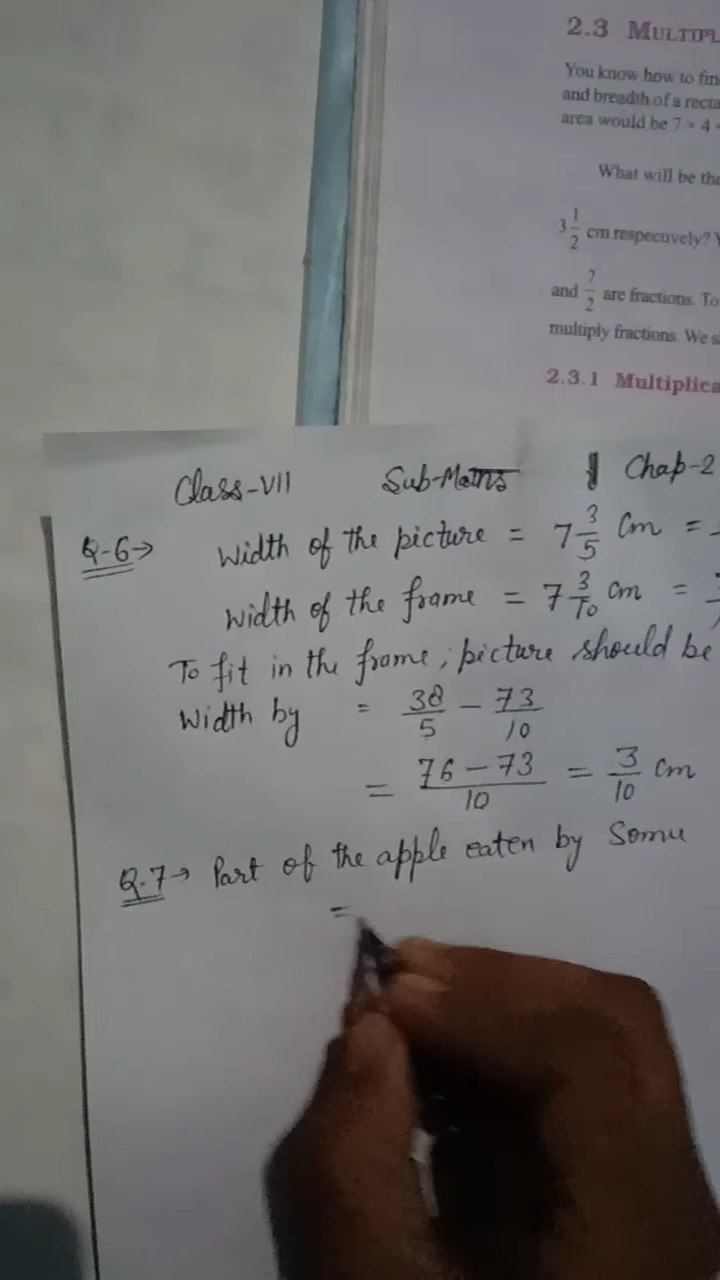 2.3 MULTIPL
You know how to fin
and breadth of a recta
area would be 7 × 4
What will be the
3 1/2 cm respectively? Y
and 7/2 are fractions. To
multiply fractions. We s
2.3.1 Multiplica
Class-VII Sub-Maths Chap-2
Q-6→ Width of the picture = 7 3/5 Cm =
Width of the frame = 7 3/10 cm =
To fit in the frame, picture should be
Width by = 38/5 − 73/10
= 76 − 73/10 = 3/10 cm
Q.7→ Part of the apple eaten by Somu
=